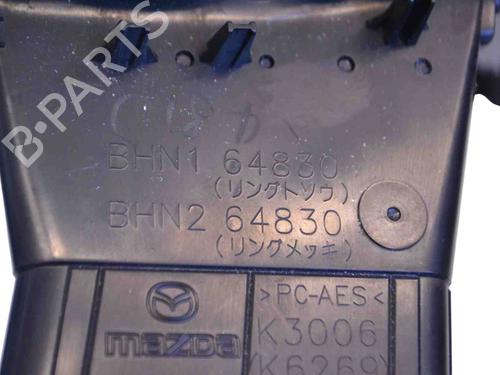 B-PARTS
BHN1 64830
(リングトソウ)
BHN2 64830
(リングメッキ)
>PC-AES<
mazda
K3006
(K6269)